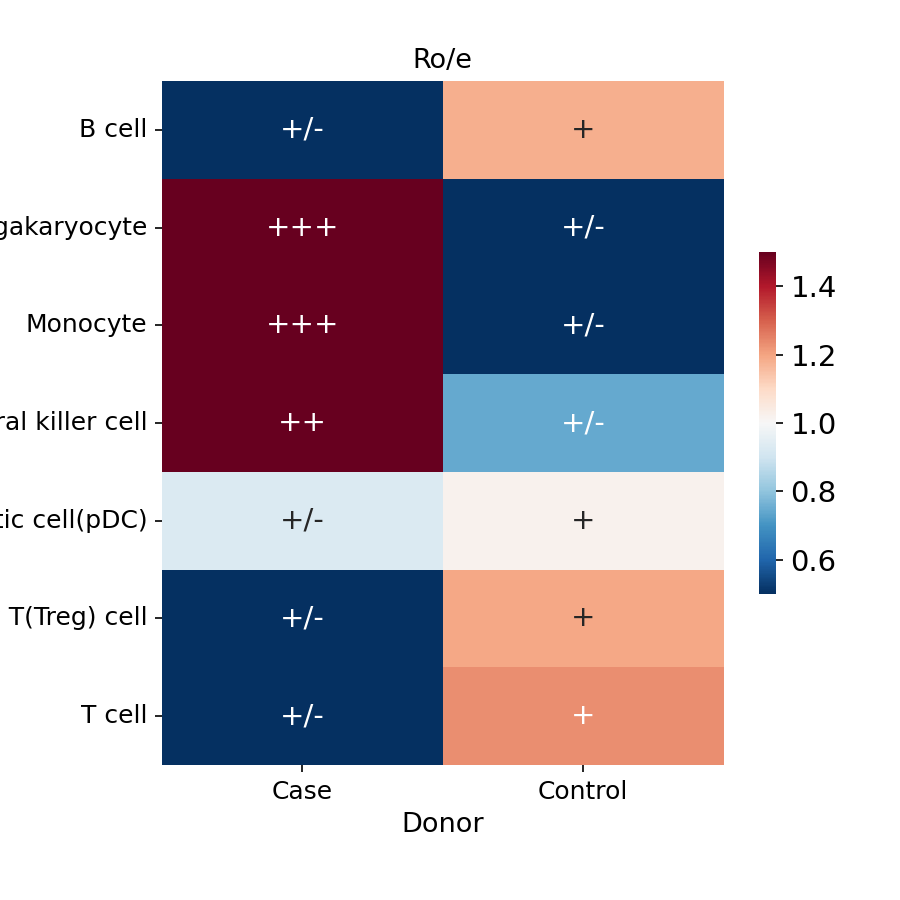 Ro/e
B cell +/- +
gakaryocyte +++ +/-
Monocyte +++ +/-
ral killer cell ++ +/-
tic cell(pDC) +/- +
T(Treg) cell +/- +
T cell +/- +
Case Control
Donor
1.4
1.2
1.0
0.8
0.6